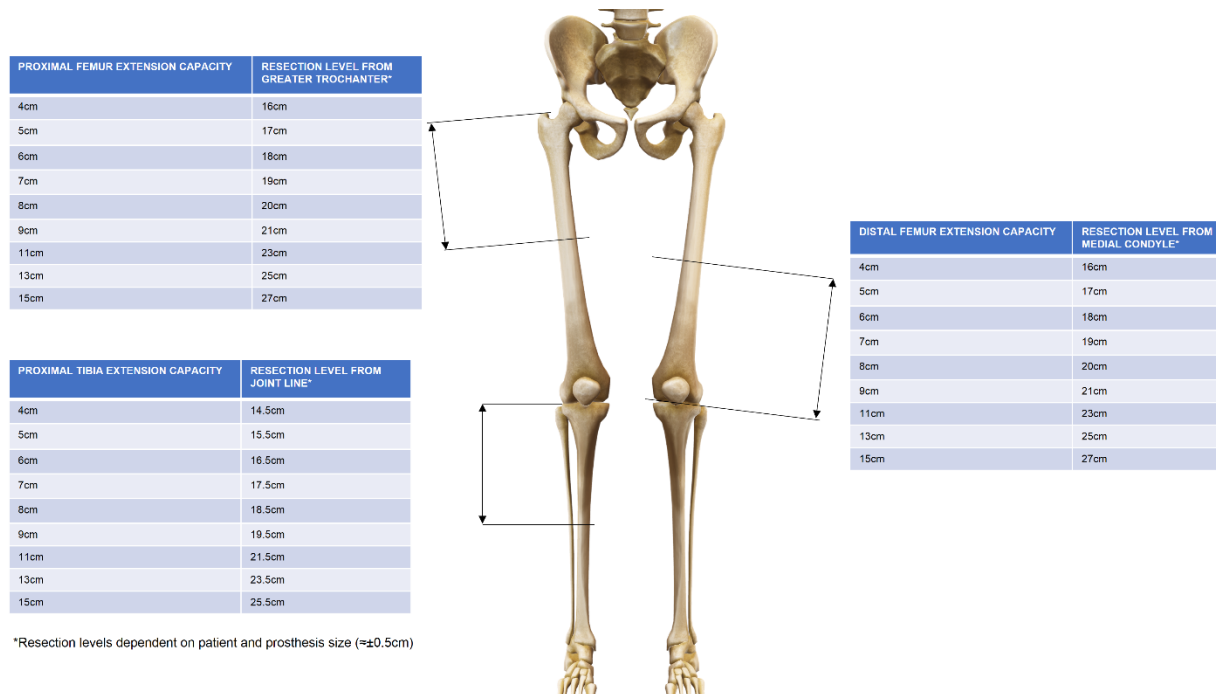 PROXIMAL FEMUR EXTENSION CAPACITY RESECTION LEVEL FROM GREATER TROCHANTER*
4cm 16cm
5cm 17cm
6cm 18cm
7cm 19cm
8cm 20cm
9cm 21cm
11cm 23cm
13cm 25cm
15cm 27cm
DISTAL FEMUR EXTENSION CAPACITY RESECTION LEVEL FROM MEDIAL CONDYLE*
4cm 16cm
5cm 17cm
6cm 18cm
7cm 19cm
8cm 20cm
9cm 21cm
11cm 23cm
13cm 25cm
15cm 27cm
PROXIMAL TIBIA EXTENSION CAPACITY RESECTION LEVEL FROM JOINT LINE*
4cm 14.5cm
5cm 15.5cm
6cm 16.5cm
7cm 17.5cm
8cm 18.5cm
9cm 19.5cm
11cm 21.5cm
13cm 23.5cm
15cm 25.5cm
*Resection levels dependent on patient and prosthesis size (≈±0.5cm)